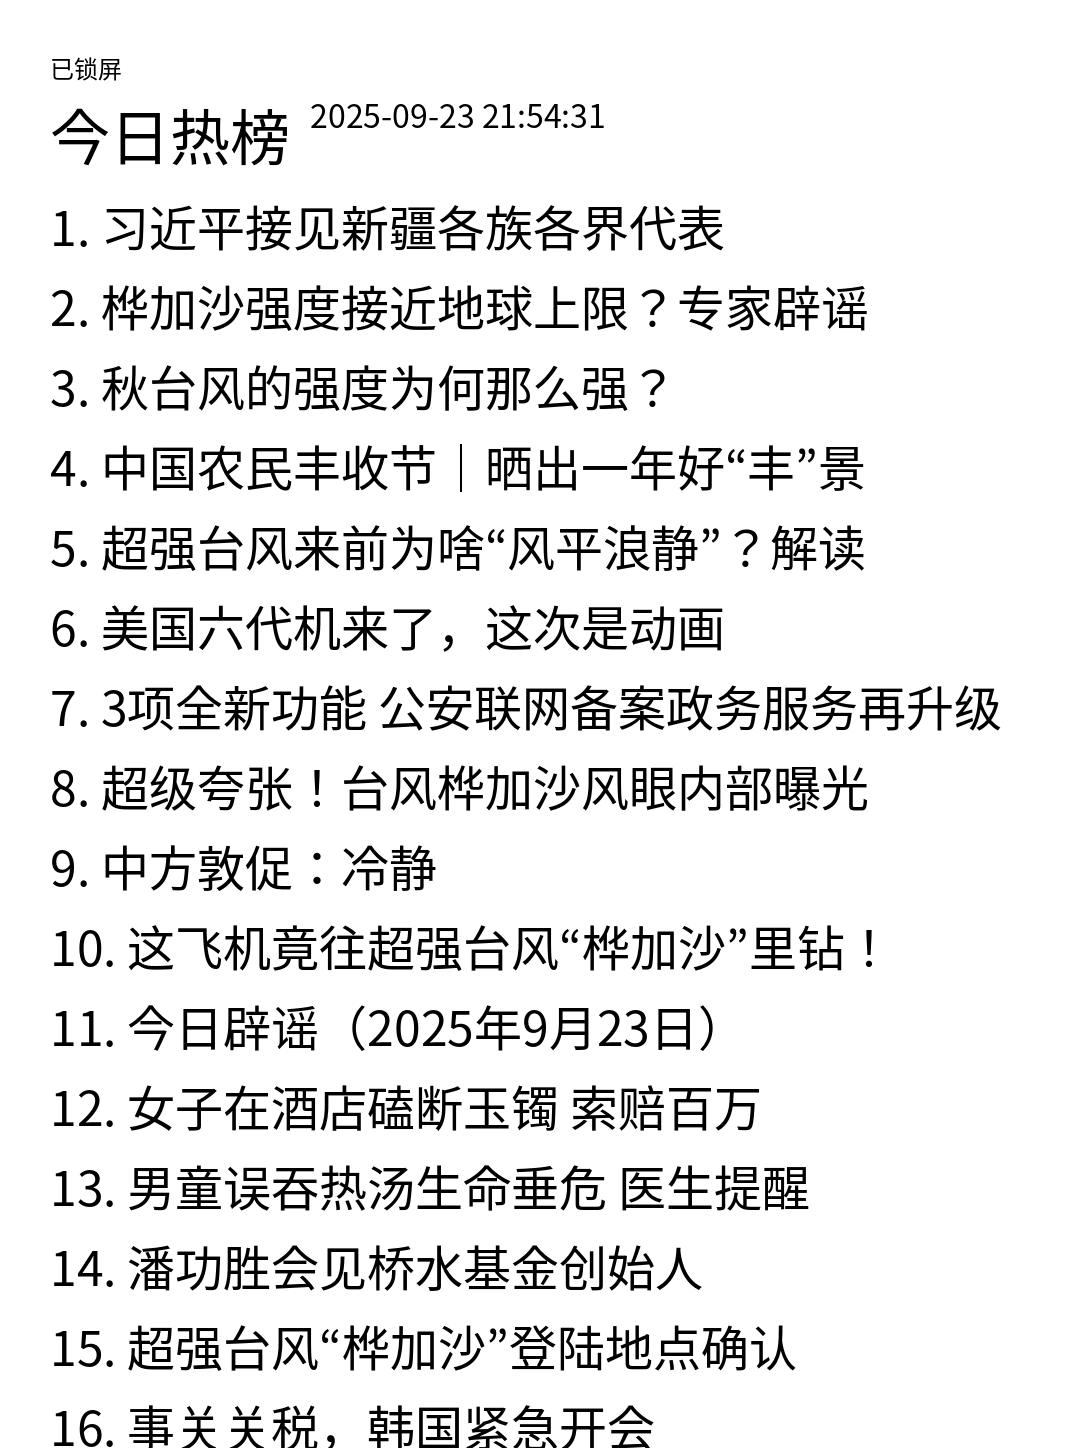 已锁屏
今日热榜 2025-09-23 21:54:31
1. 习近平接见新疆各族各界代表
2. 桦加沙强度接近地球上限？专家辟谣
3. 秋台风的强度为何那么强？
4. 中国农民丰收节｜晒出一年好“丰”景
5. 超强台风来前为啥“风平浪静”？解读
6. 美国六代机来了，这次是动画
7. 3项全新功能 公安联网备案政务服务再升级
8. 超级夸张！台风桦加沙风眼内部曝光
9. 中方敦促：冷静
10. 这飞机竟往超强台风“桦加沙”里钻！
11. 今日辟谣（2025年9月23日）
12. 女子在酒店磕断玉镯 索赔百万
13. 男童误吞热汤生命垂危 医生提醒
14. 潘功胜会见桥水基金创始人
15. 超强台风“桦加沙”登陆地点确认
16. 事关关税，韩国紧急开会